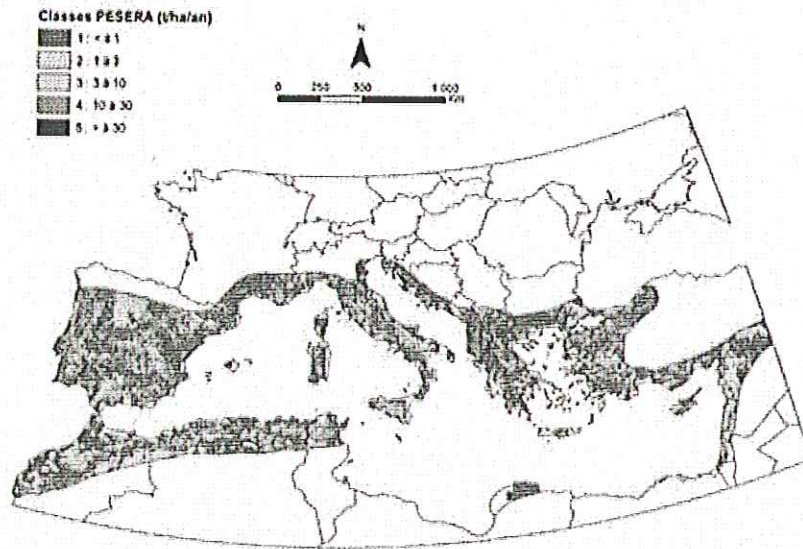 Classes PESERA (t/ha/an)
1 : < à 1
2 : 1 à 3
3 : 3 à 10
4 : 10 à 30
5 : > à 30
N
0 250 500 1 000
Km